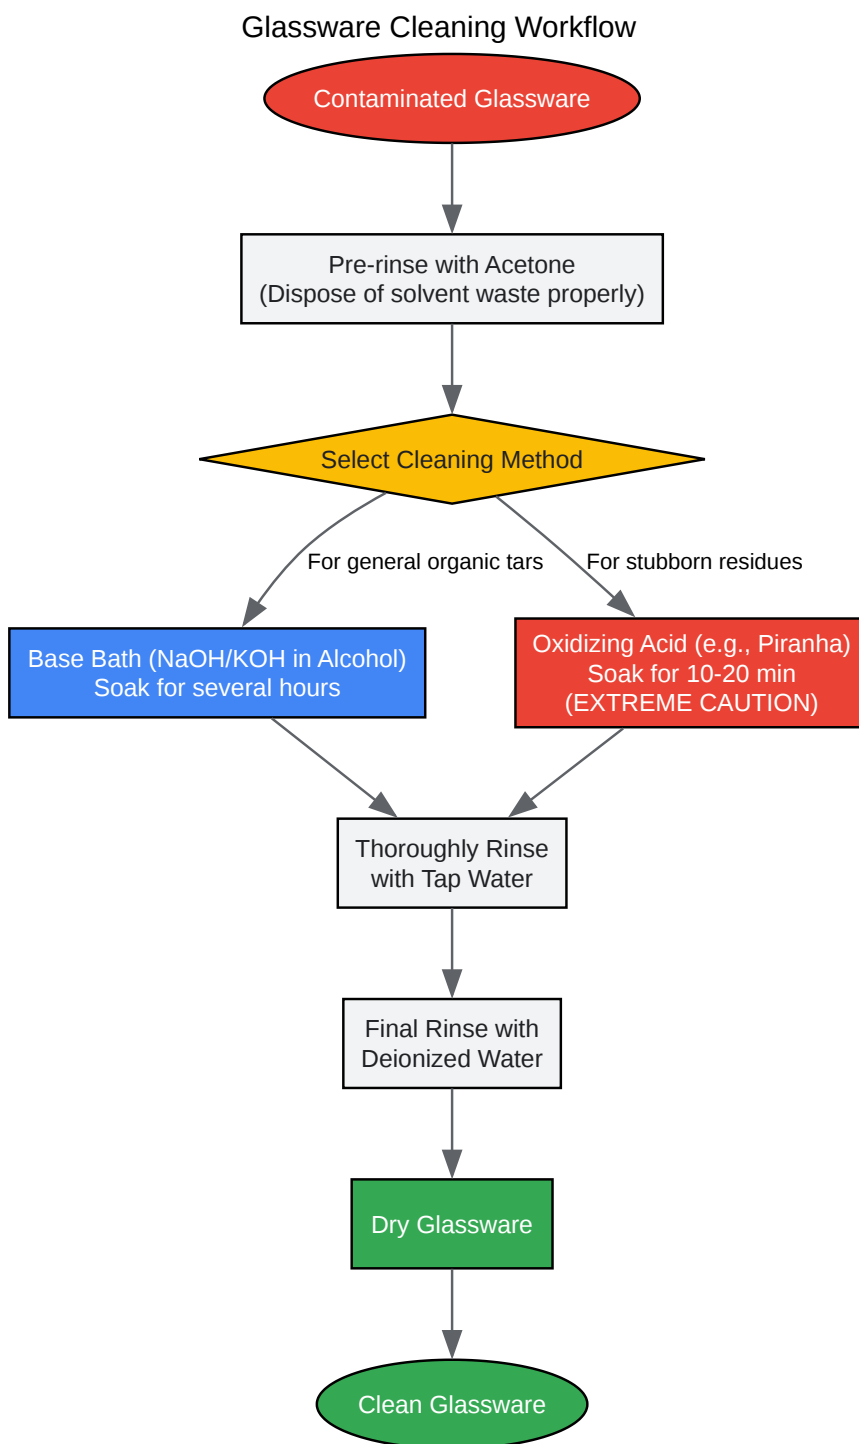 Glassware Cleaning Workflow
Contaminated Glassware
Pre-rinse with Acetone
(Dispose of solvent waste properly)
Select Cleaning Method
For general organic tars
For stubborn residues
Base Bath (NaOH/KOH in Alcohol)
Soak for several hours
Oxidizing Acid (e.g., Piranha)
Soak for 10-20 min
(EXTREME CAUTION)
Thoroughly Rinse
with Tap Water
Final Rinse with
Deionized Water
Dry Glassware
Clean Glassware